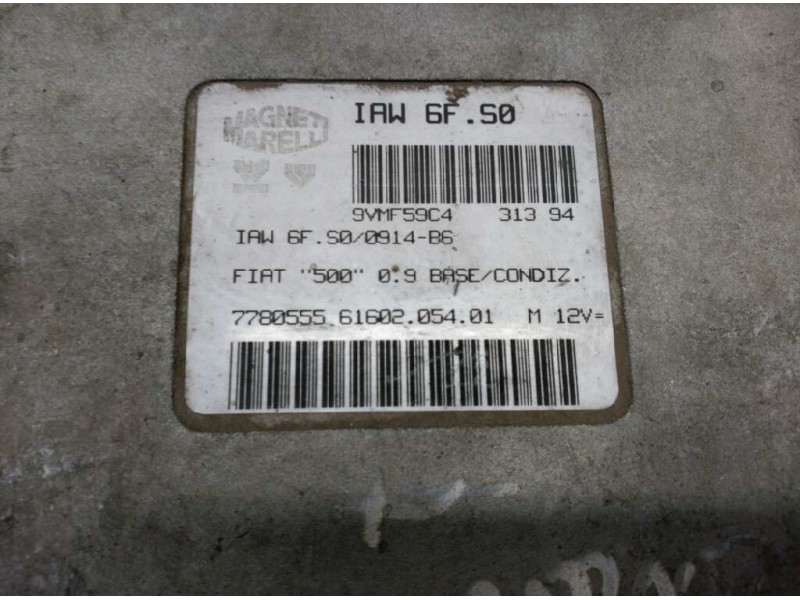 MAGNETI
MARELLI
IAW 6F.S0
9VMF59C4 313 94
IAW 6F.S0/0914-B6
FIAT "500" 0.9 BASE/CONDIZ.
7780555.61602.054.01 M 12V=